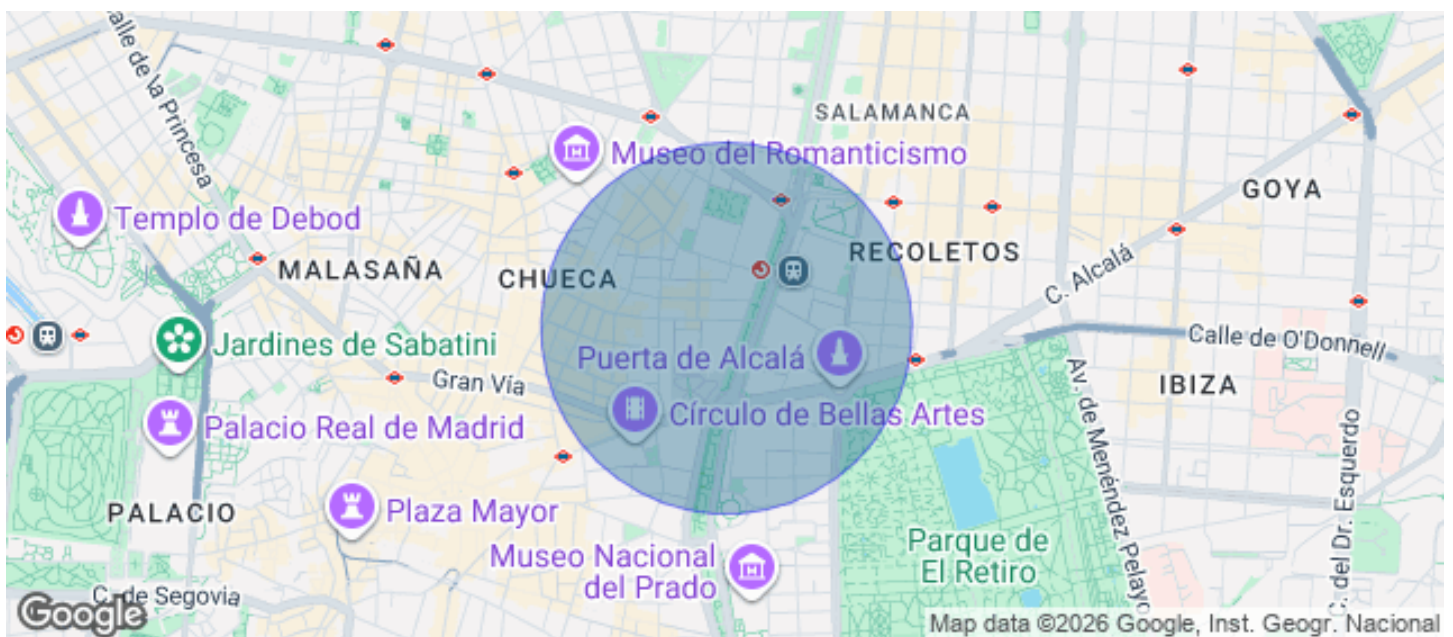 Calle de la Princesa
SALAMANCA
Museo del Romanticismo
GOYA
Templo de Debod
RECOLETOS
MALASAÑA
CHUECA
C. Alcalá
Calle de O'Donnell
Jardines de Sabatini
Puerta de Alcalá
Gran Vía
IBIZA
Palacio Real de Madrid
Círculo de Bellas Artes
Av. de Menéndez Pelayo
PALACIO
Plaza Mayor
C. del Dr. Esquerdo
Museo Nacional
del Prado
Parque de
El Retiro
C. de Segovia
Google
Map data ©2026 Google, Inst. Geogr. Nacional